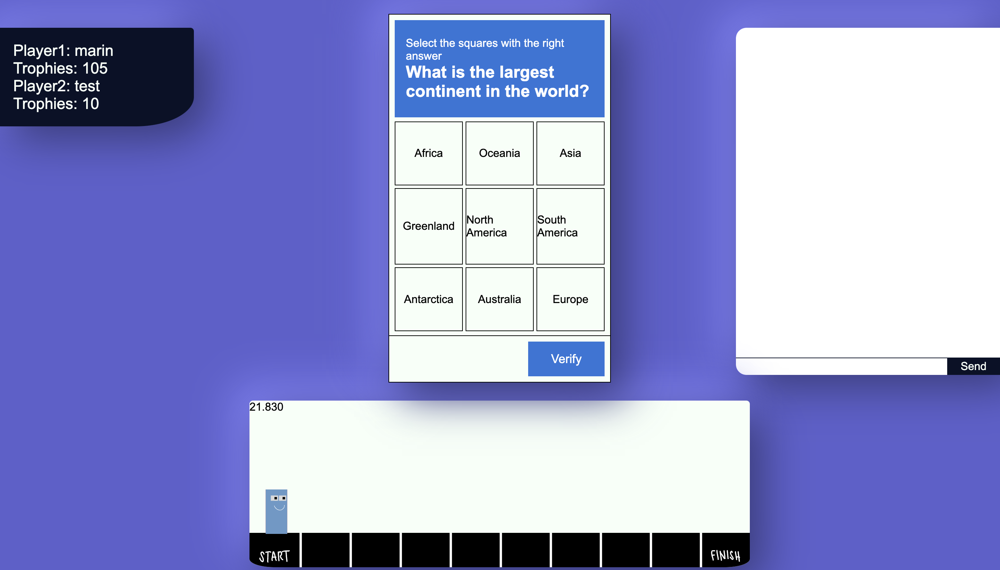 Player1: marin
Trophies: 105
Player2: test
Trophies: 10
Select the squares with the right
answer
What is the largest
continent in the world?
Africa
Oceania
Asia
Greenland
North
America
South
America
Antarctica
Australia
Europe
Verify
Send
21.830
START
FINISH